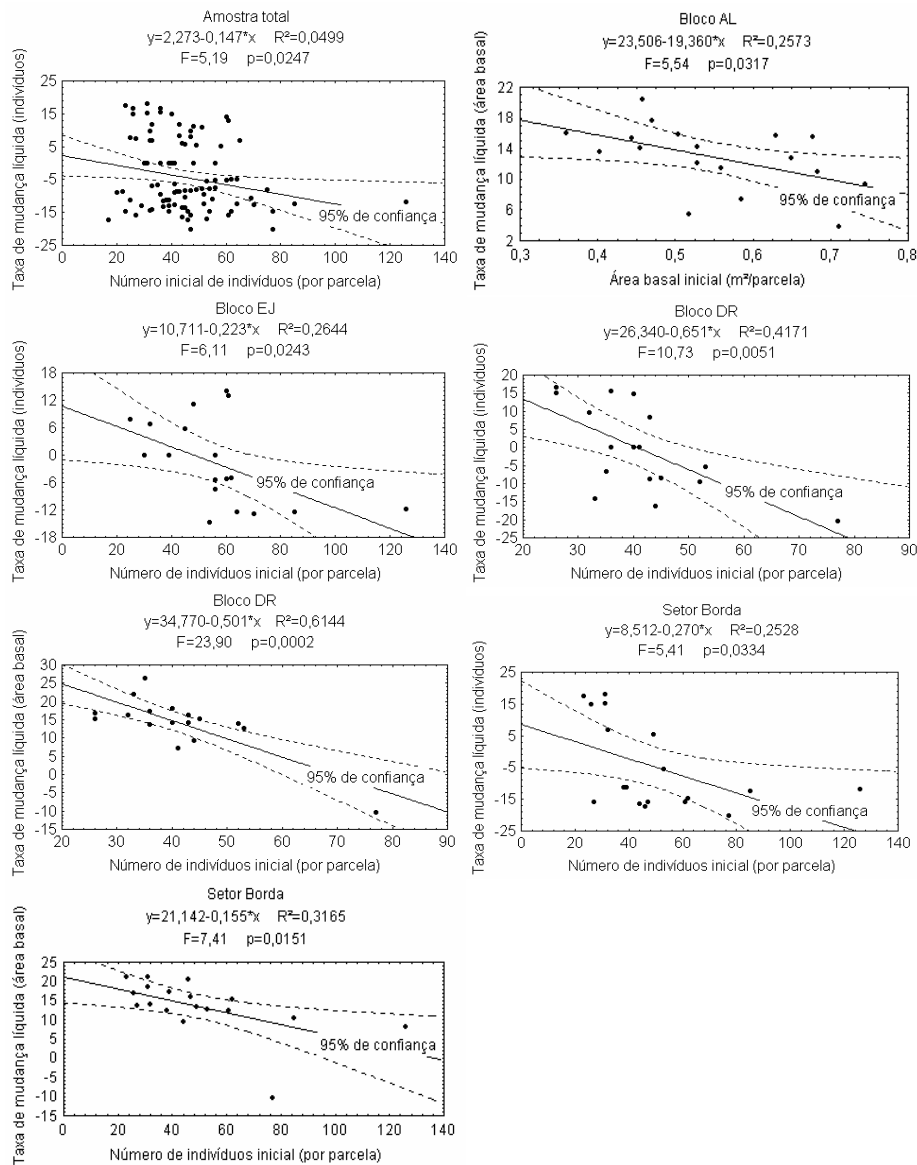 Amostra total
y=2,273-0,147*x R²=0,0499
F=5,19 p=0,0247
Taxa de mudança líquida (indivíduos)
25
15
5
-5
-15
-25
95% de confiança
0 20 40 60 80 100 120 140
Número inicial de indivíduos (por parcela)
Bloco AL
y=23,506-19,360*x R²=0,2573
F=5,54 p=0,0317
Taxa de mudança líquida (área basal)
22
18
14
10
6
2
95% de confiança
0,3 0,4 0,5 0,6 0,7 0,8
Área basal inicial (m²/parcela)
Bloco EJ
y=10,711-0,223*x R²=0,2644
F=6,11 p=0,0243
Taxa de mudança líquida (indivíduos)
18
12
6
0
-6
-12
-18
95% de confiança
0 20 40 60 80 100 120 140
Número de indivíduos inicial (por parcela)
Bloco DR
y=26,340-0,651*x R²=0,4171
F=10,73 p=0,0051
Taxa de mudança líquida (indivíduos)
20
15
10
5
0
-5
-10
-15
-20
-25
95% de confiança
20 30 40 50 60 70 80 90
Número de indivíduos inicial (por parcela)
Bloco DR
y=34,770-0,501*x R²=0,6144
F=23,90 p=0,0002
Taxa de mudança líquida (área basal)
30
25
20
15
10
5
0
-5
-10
-15
95% de confiança
20 30 40 50 60 70 80 90
Número de indivíduos inicial (por parcela)
Setor Borda
y=8,512-0,270*x R²=0,2528
F=5,41 p=0,0334
Taxa de mudança líquida (indivíduos)
25
15
5
-5
-15
-25
95% de confiança
0 20 40 60 80 100 120 140
Número de indivíduos inicial (por parcela)
Setor Borda
y=21,142-0,155*x R²=0,3165
F=7,41 p=0,0151
Taxa de mudança líquida (área basal)
25
20
15
10
5
0
-5
-10
-15
95% de confiança
0 20 40 60 80 100 120 140
Número de indivíduos inicial (por parcela)